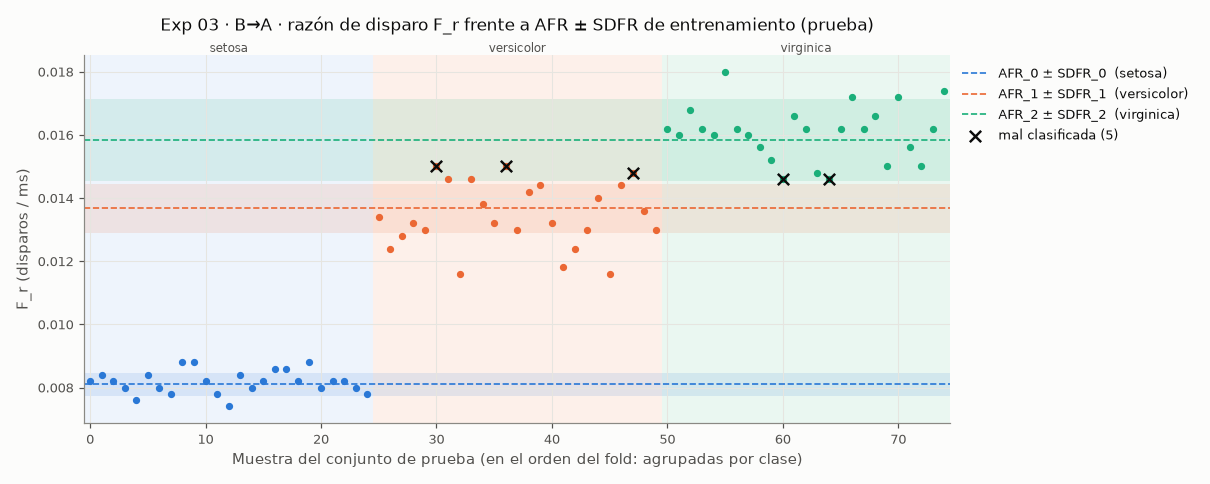 Exp 03 · B→A · razón de disparo F_r frente a AFR ± SDFR de entrenamiento (prueba)
setosa versicolor virginica
0.018
0.016
0.014
0.012
0.010
0.008
F_r (disparos / ms)
0 10 20 30 40 50 60 70
Muestra del conjunto de prueba (en el orden del fold: agrupadas por clase)
AFR_0 ± SDFR_0 (setosa)
AFR_1 ± SDFR_1 (versicolor)
AFR_2 ± SDFR_2 (virginica)
mal clasificada (5)